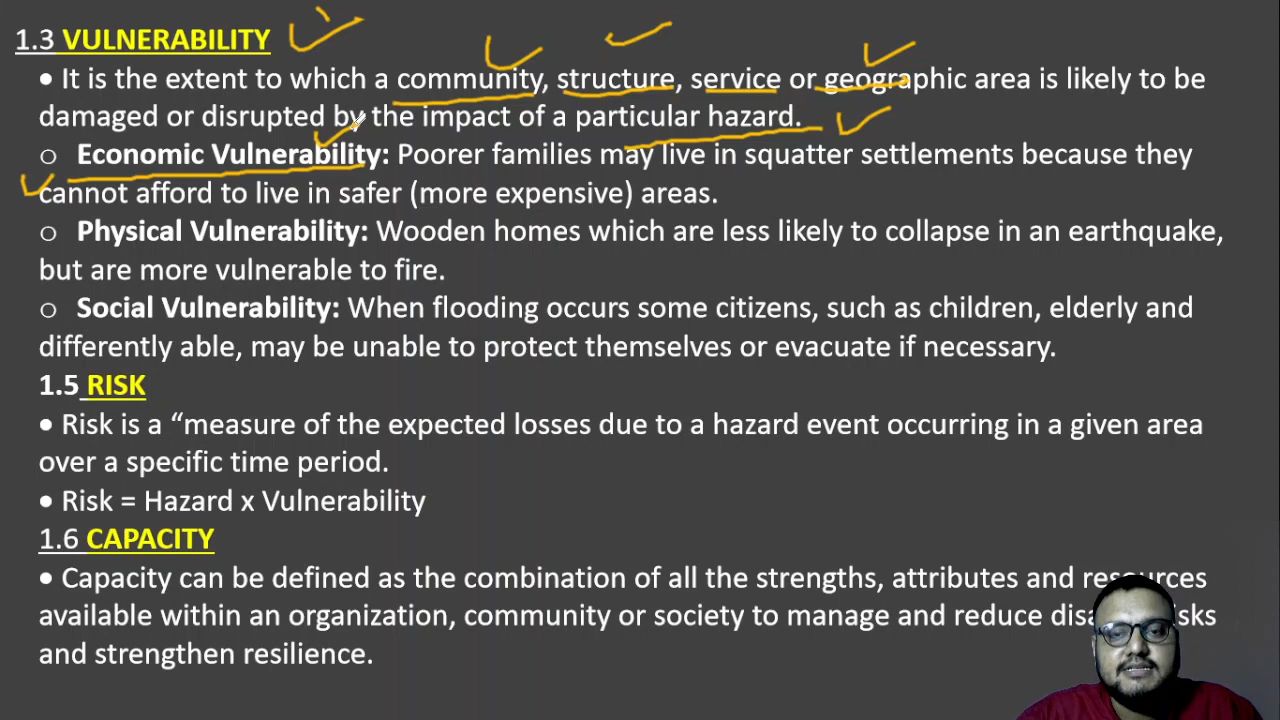 1.3 VULNERABILITY
• It is the extent to which a community, structure, service or geographic area is likely to be
damaged or disrupted by the impact of a particular hazard.
o Economic Vulnerability: Poorer families may live in squatter settlements because they
cannot afford to live in safer (more expensive) areas.
o Physical Vulnerability: Wooden homes which are less likely to collapse in an earthquake,
but are more vulnerable to fire.
o Social Vulnerability: When flooding occurs some citizens, such as children, elderly and
differently able, may be unable to protect themselves or evacuate if necessary.
1.5 RISK
• Risk is a “measure of the expected losses due to a hazard event occurring in a given area
over a specific time period.
• Risk = Hazard x Vulnerability
1.6 CAPACITY
• Capacity can be defined as the combination of all the strengths, attributes and resources
available within an organization, community or society to manage and reduce
and strengthen resilience.